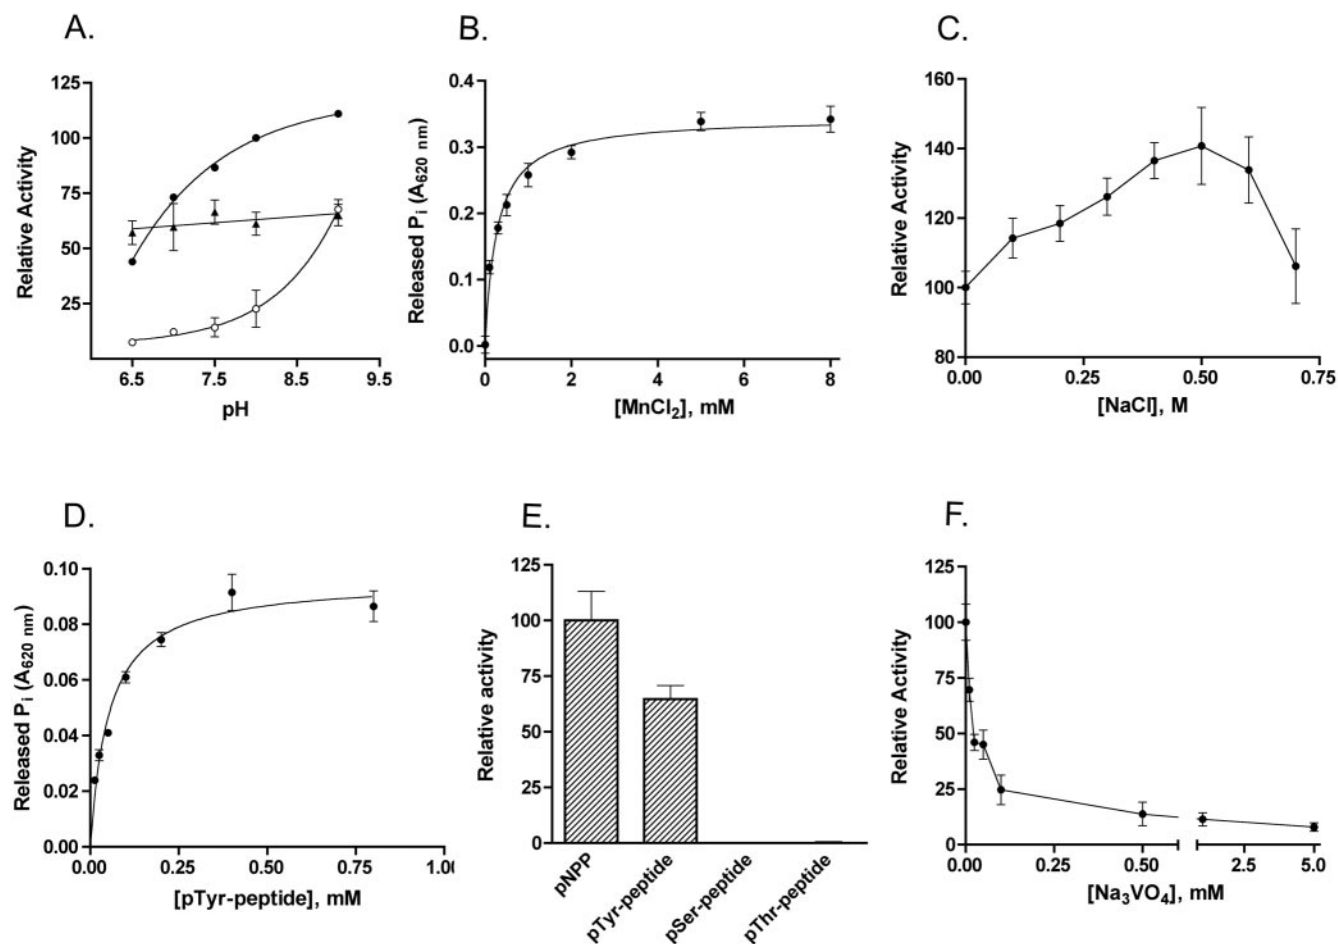 A.
125
100
75
50
25
6.5 7.5 8.5 9.5
pH
Relative Activity
B.
0.4
0.3
0.2
0.1
0.0
0 2 4 6 8
[MnCl₂], mM
Released Pᵢ (A₆₂₀ ₙₘ)
C.
160
140
120
100
80
0.00 0.25 0.50 0.75
[NaCl], M
Relative Activity
D.
0.10
0.08
0.06
0.04
0.02
0.00
0.00 0.25 0.50 0.75 1.0
[pTyr-peptide], mM
Released Pᵢ (A₆₂₀ ₙₘ)
E.
125
100
75
50
25
0
pNPP
pTyr-peptide
pSer-peptide
pThr-peptide
Relative activity
F.
125
100
75
50
25
0
0.00 0.25 0.50 2.5 5.0
[Na₃VO₄], mM
Relative Activity